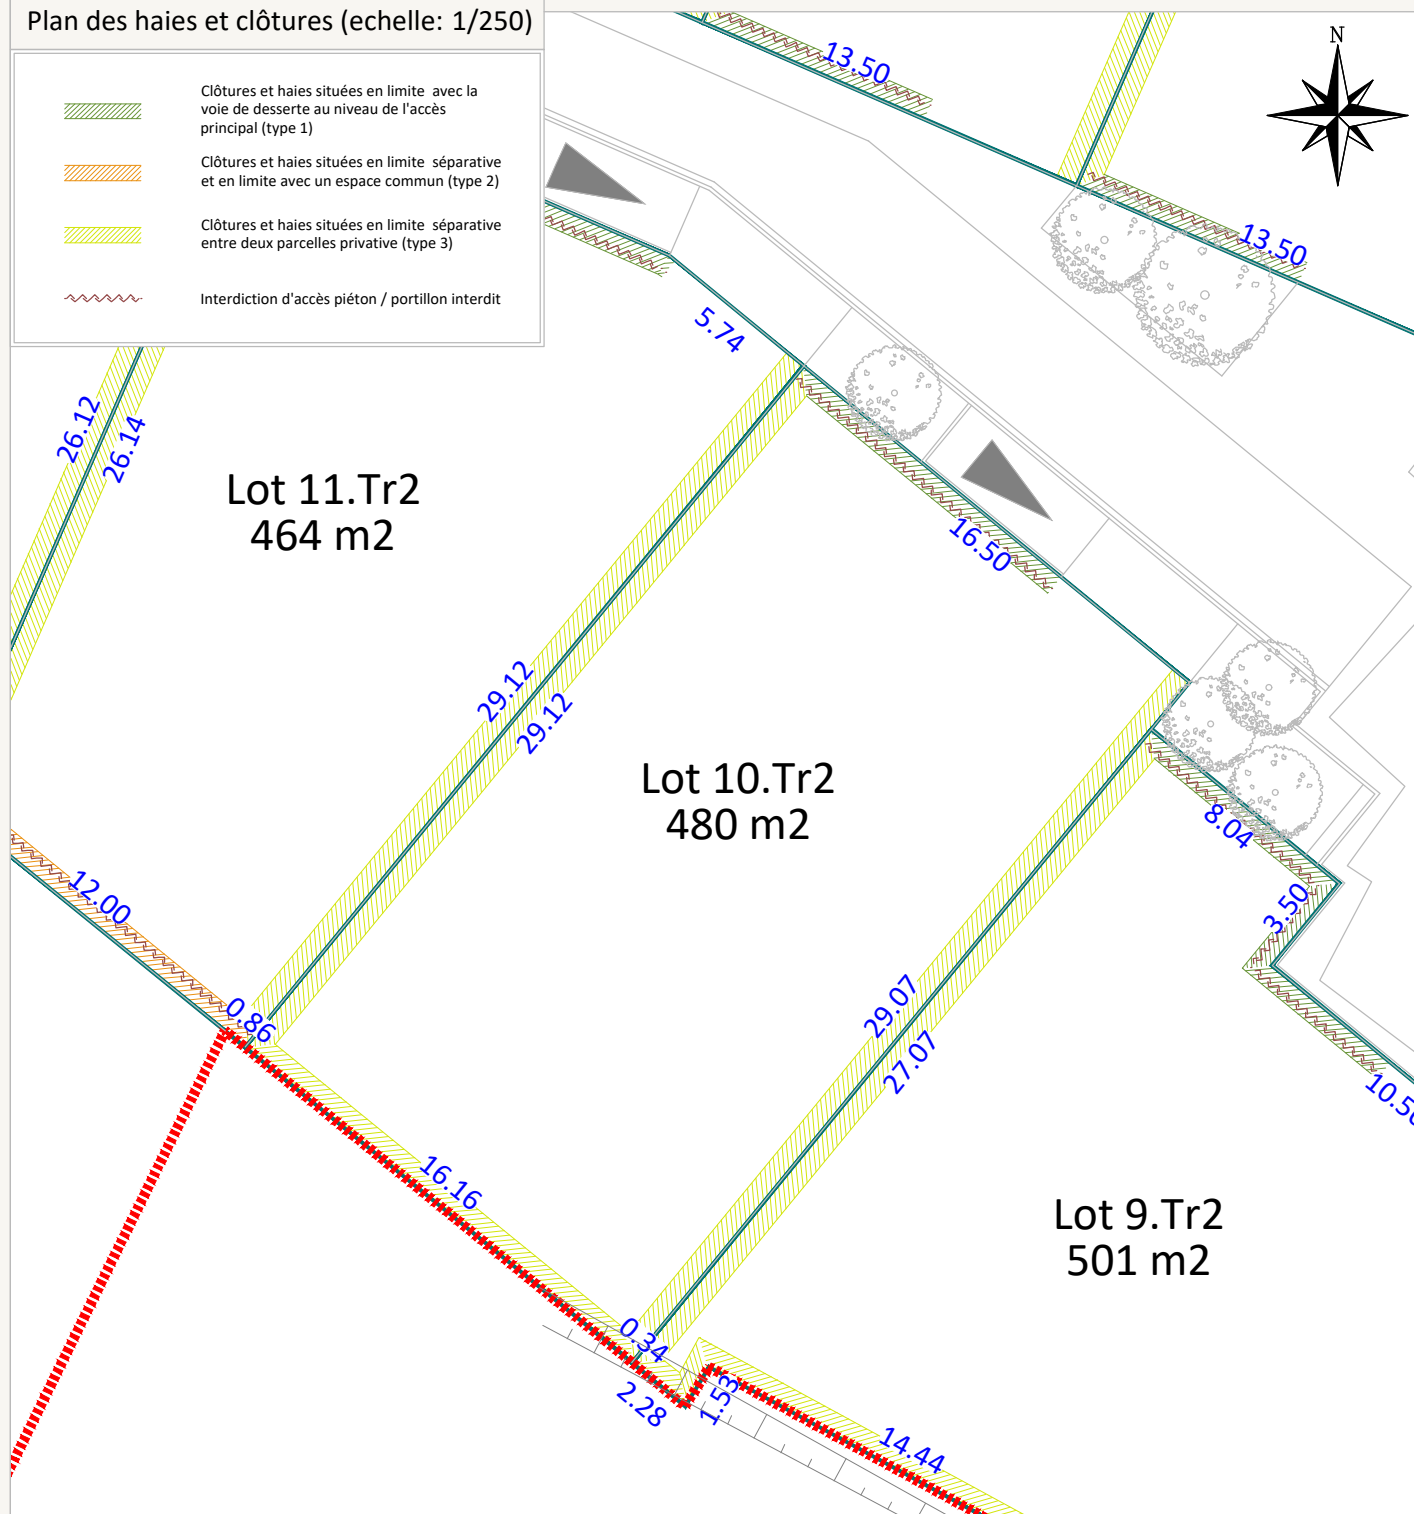 Plan des haies et clôtures (echelle: 1/250)
Clôtures et haies situées en limite avec la
voie de desserte au niveau de l'accès
principal (type 1)
Clôtures et haies situées en limite séparative
et en limite avec un espace commun (type 2)
Clôtures et haies situées en limite séparative
entre deux parcelles privative (type 3)
Interdiction d'accès piéton / portillon interdit
N
13.50
13.50
5.74
26.12
26.14
Lot 11.Tr2
464 m2
16.50
29.12
29.12
Lot 10.Tr2
480 m2
8.04
12.00
3.50
0.86
29.07
27.07
16.16
Lot 9.Tr2
501 m2
0.34
2.28
1.53
14.44